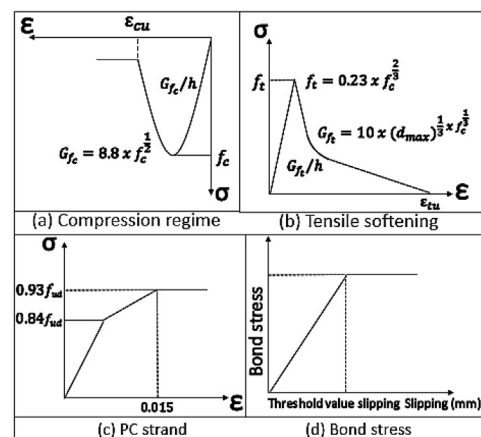 ε
ε_cu
G_fc/h
G_fc = 8.8 x f_c^(1/2)
f_c
σ
(a) Compression regime
σ
f_t
f_t = 0.23 x f_c^(2/3)
G_ft = 10 x (d_max)^(1/3 x f_c^(1/3))
G_ft/h
ε_tu
ε
(b) Tensile softening
σ
0.93f_ud
0.84f_ud
0.015
ε
(c) PC strand
Bond stress
Threshold value slipping Slipping (mm)
(d) Bond stress